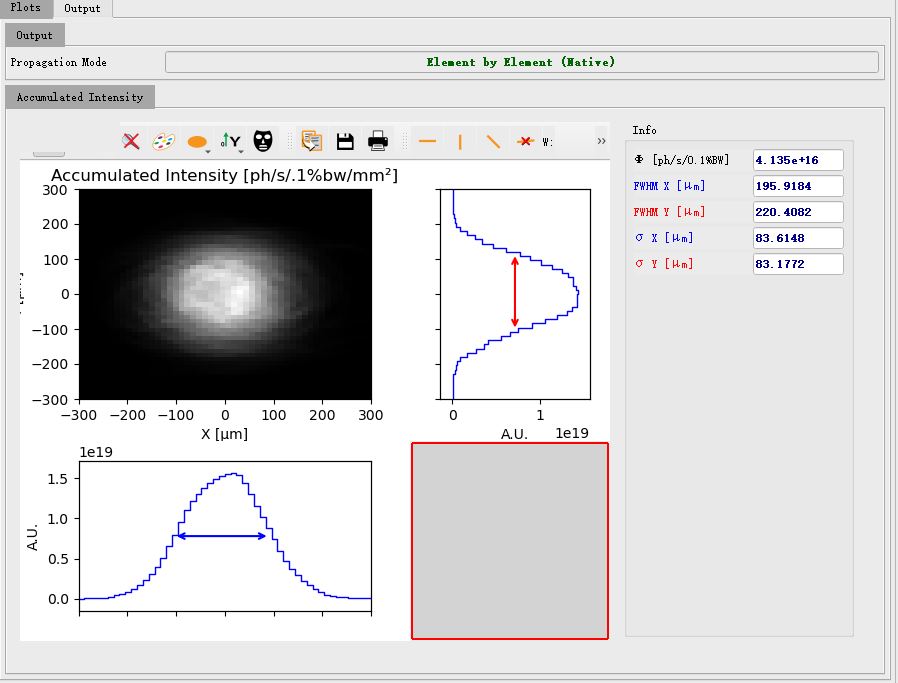 Plots Output
Output
Propagation Mode Element by Element (Native)
Accumulated Intensity
Y W: »
Info
Accumulated Intensity [ph/s/.1%bw/mm²]
Φ [ph/s/0.1%BW] 4.135e+16
FWHM X [μm] 195.9184
FWHM Y [μm] 220.4082
σ X [μm] 83.6148
σ Y [μm] 83.1772
300
200
100
0
−100
−200
−300
−300 −200 −100 0 100 200 300
X [μm]
0 1
A.U. 1e19
1e19
1.5
1.0
0.5
0.0
A.U.